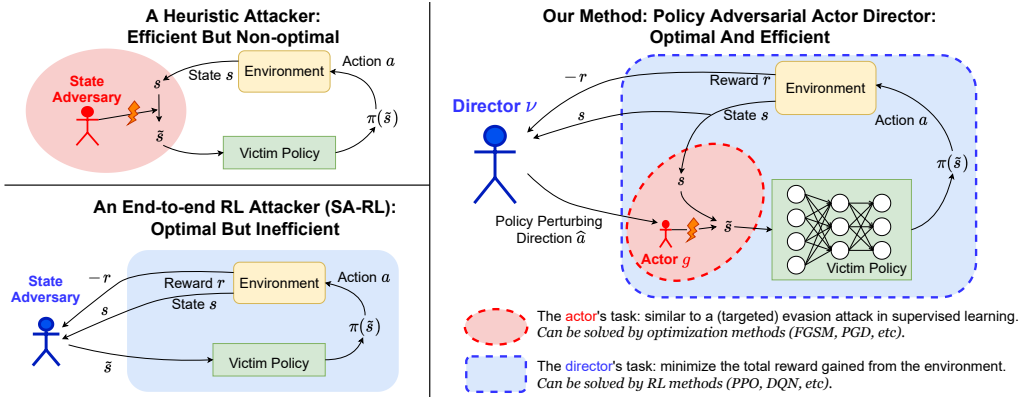 A Heuristic Attacker:
Efficient But Non-optimal
State
Adversary
s
s̃
State s
Environment
Action a
π(s̃)
Victim Policy
An End-to-end RL Attacker (SA-RL):
Optimal But Inefficient
State
Adversary
−r
s
s̃
Reward r
State s
Environment
Action a
π(s̃)
Victim Policy
Our Method: Policy Adversarial Actor Director:
Optimal And Efficient
Director ν
−r
s
Reward r
State s
Environment
Action a
π(s̃)
Policy Perturbing
Direction â
s
s̃
Actor g
Victim Policy
The actor's task: similar to a (targeted) evasion attack in supervised learning.
Can be solved by optimization methods (FGSM, PGD, etc).
The director's task: minimize the total reward gained from the environment.
Can be solved by RL methods (PPO, DQN, etc).